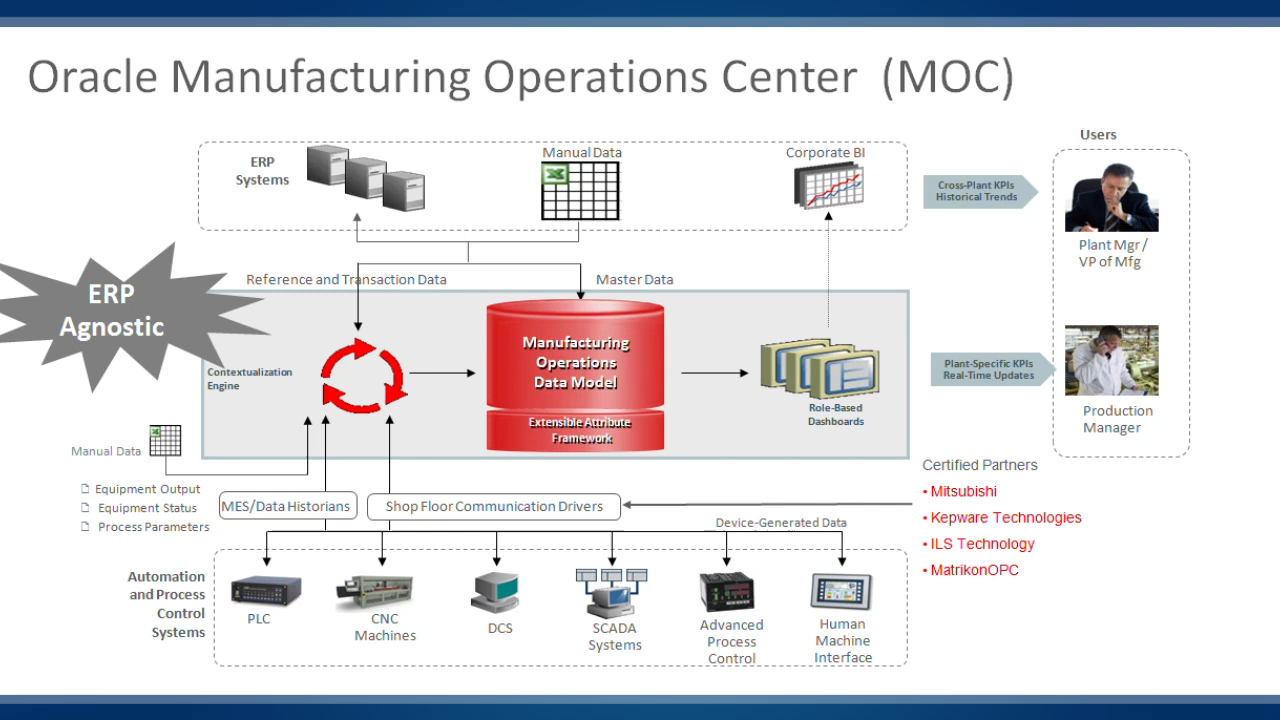 Oracle Manufacturing Operations Center (MOC)
Users
ERP
Systems
Manual Data
Corporate BI
Cross-Plant KPIs
Historical Trends
Plant Mgr /
VP of Mfg
Reference and Transaction Data
Master Data
ERP
Agnostic
Contextualization
Engine
Manufacturing
Operations
Data Model
Extensible Attribute
Framework
Role-Based
Dashboards
Plant-Specific KPIs
Real-Time Updates
Production
Manager
Manual Data
Equipment Output
Equipment Status
Process Parameters
MES/Data Historians
Shop Floor Communication Drivers
Device-Generated Data
Certified Partners
• Mitsubishi
• Kepware Technologies
• ILS Technology
• MatrikonOPC
Automation
and Process
Control
Systems
PLC
CNC
Machines
DCS
SCADA
Systems
Advanced
Process
Control
Human
Machine
Interface